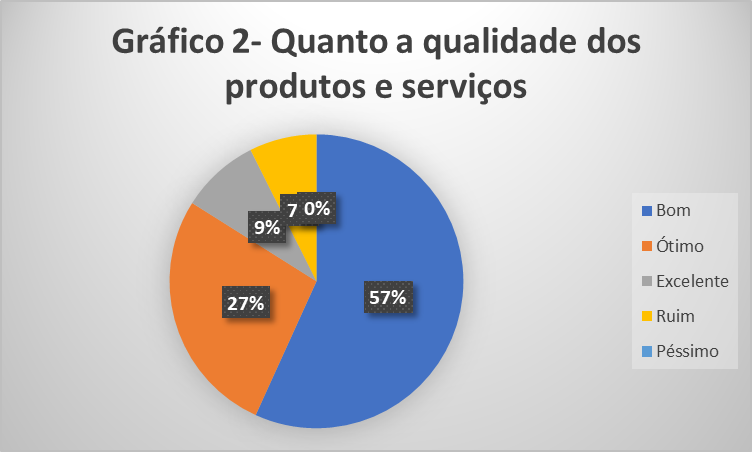 Gráfico 2- Quanto a qualidade dos
produtos e serviços
7
0%
9%
27%
57%
Bom
Ótimo
Excelente
Ruim
Péssimo